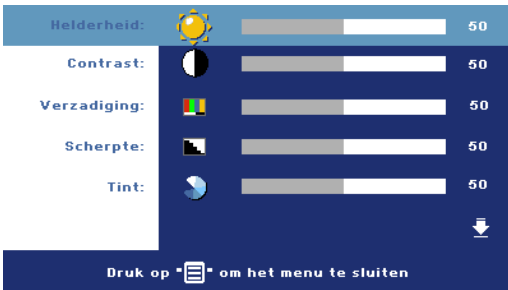 Helderheid: 50
Contrast: 50
Verzadiging: 50
Scherpte: 50
Tint: 50
Druk op "" om het menu te sluiten